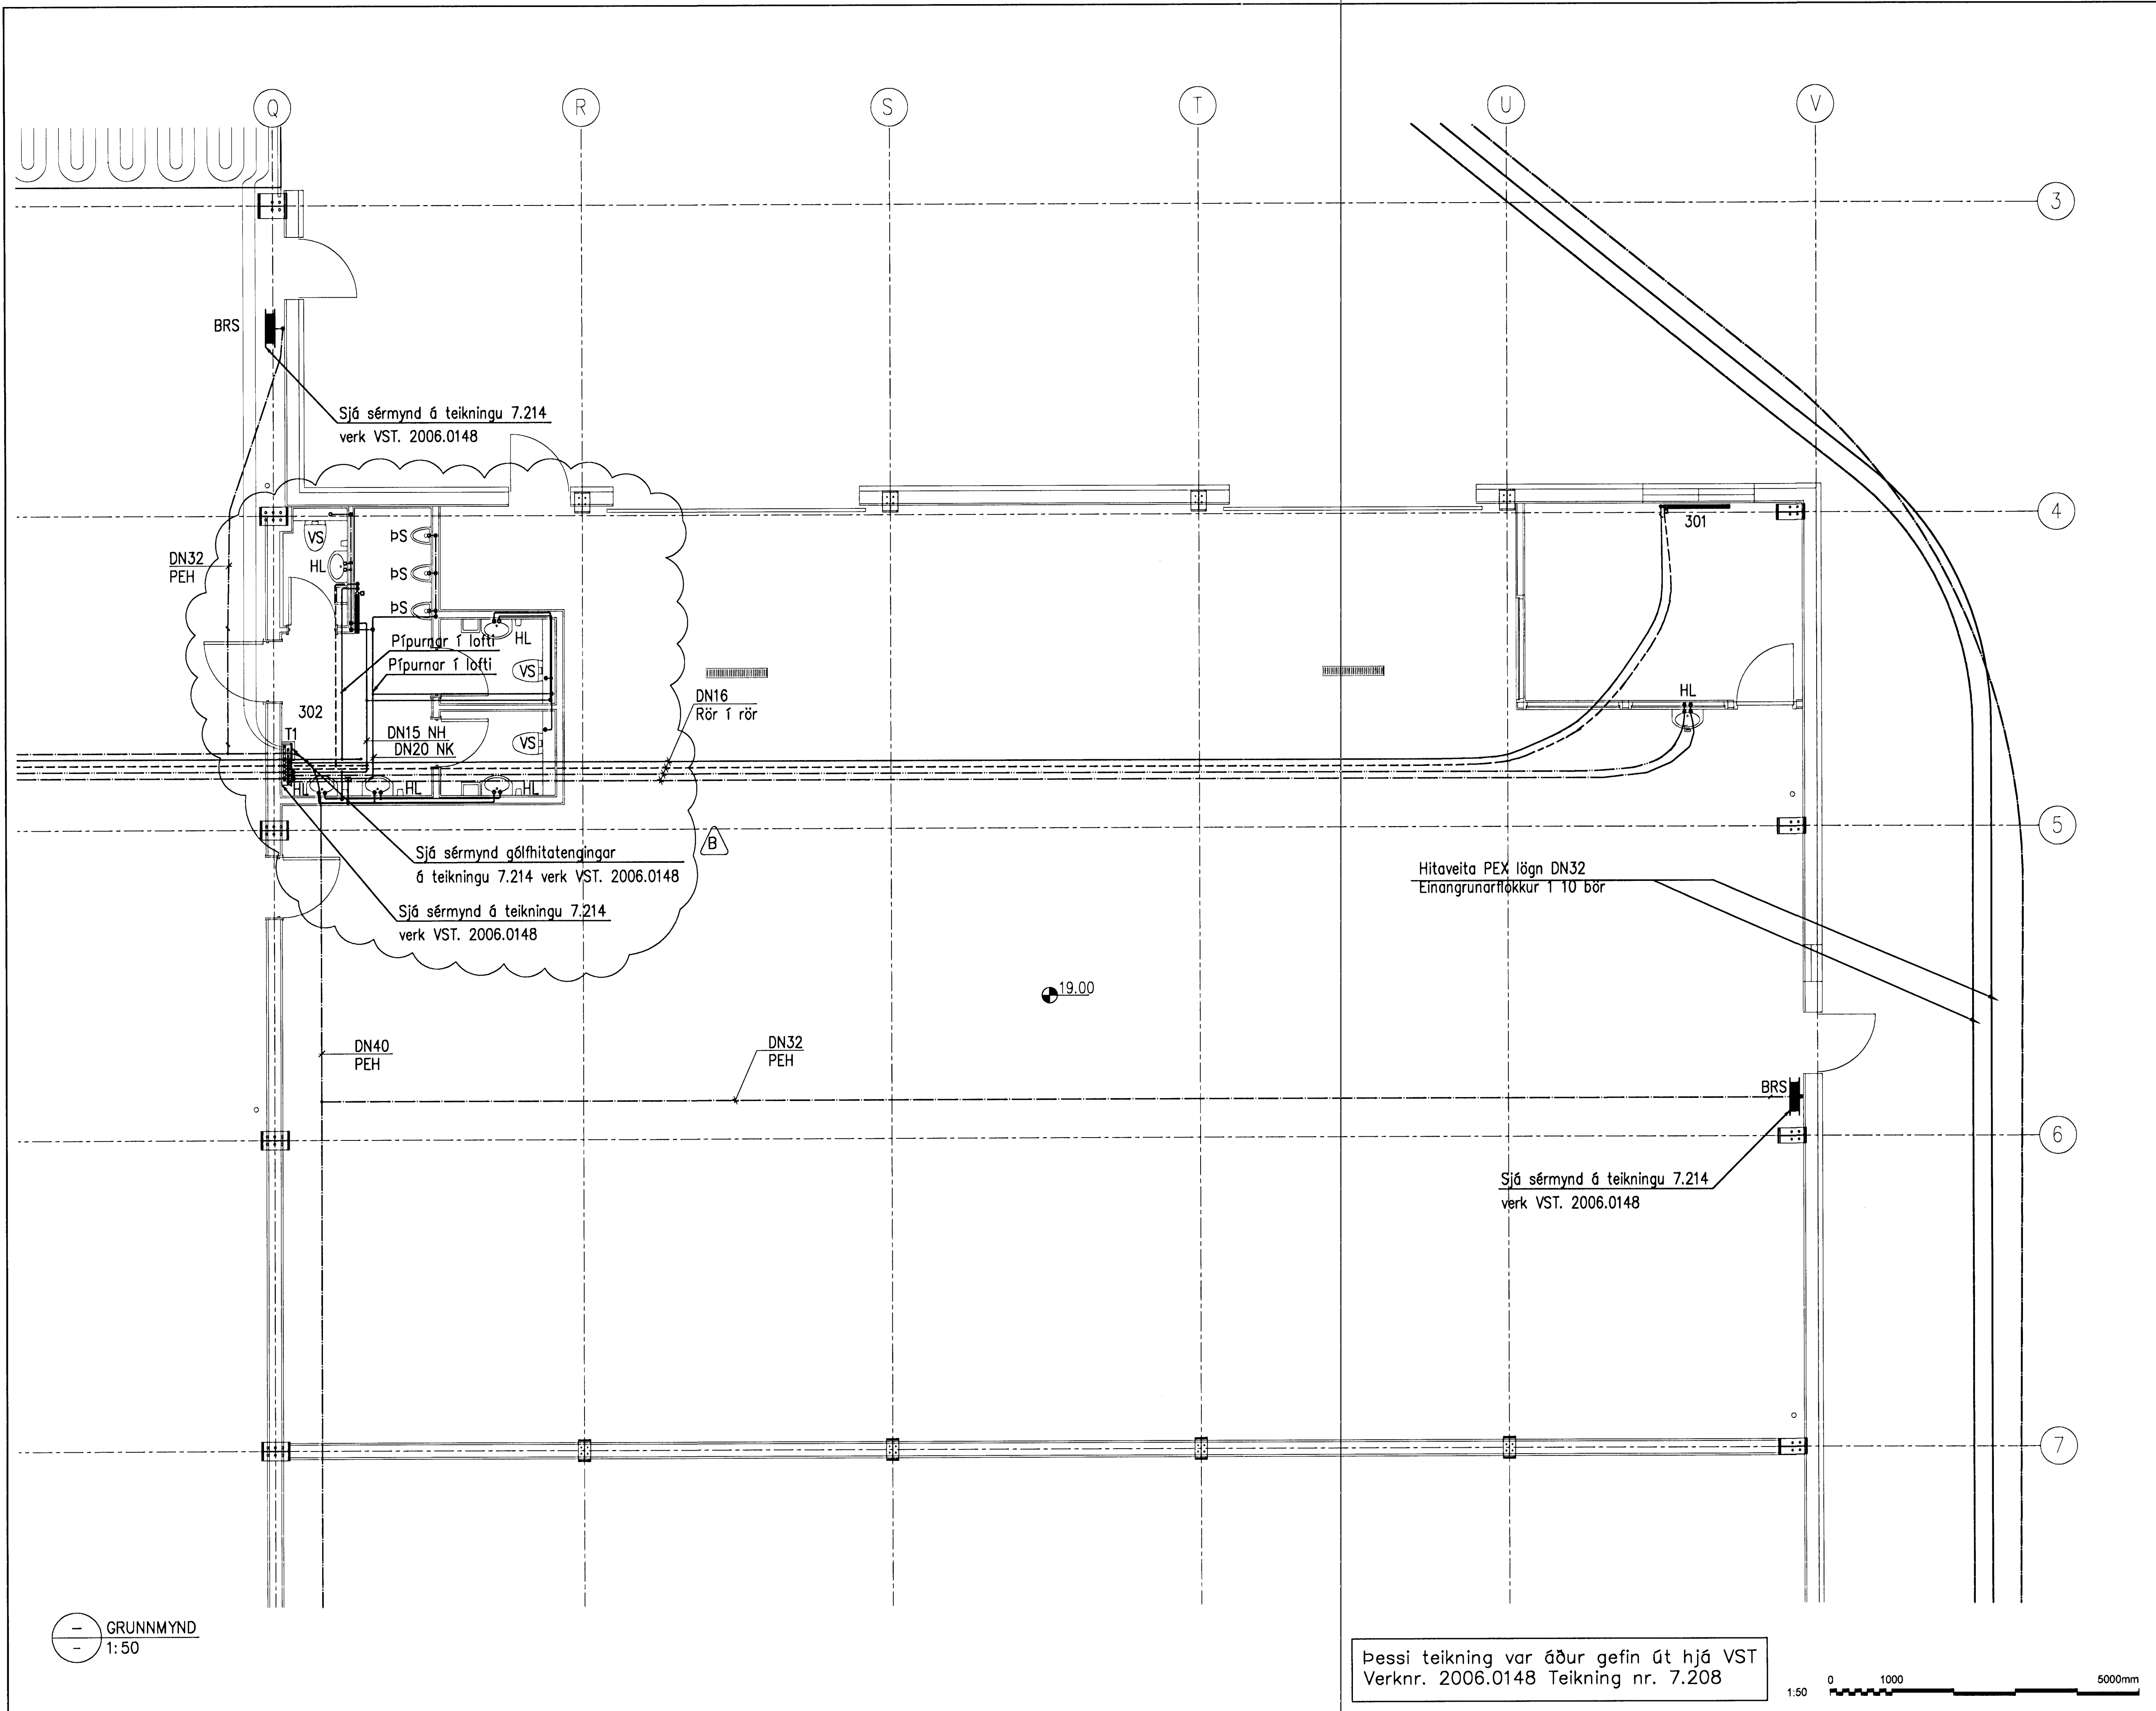 Q
R
S
T
U
V
3
BRS
Sjá sérmynd á teikningu 7.214
verk VST. 2006.0148
4
301
DN32
PEH
VS
HL
ÞS
ÞS
ÞS
Pípurnar í lofti
Pípurnar í lofti
HL
VS
HL
DN16
Rör í rör
302
T1
DN15 NH
DN20 NK
VS
HL
HL
HL
5
B
Sjá sérmynd gólfhitatengingar
á teikningu 7.214 verk VST. 2006.0148
Sjá sérmynd á teikningu 7.214
verk VST. 2006.0148
Hitaveita PEX lögn DN32
Einangrunarflokkur 1 10 bör
19.00
DN40
PEH
DN32
PEH
BRS
6
Sjá sérmynd á teikningu 7.214
verk VST. 2006.0148
7
GRUNNMYND
1:50
Þessi teikning var áður gefin út hjá VST
Verknr. 2006.0148 Teikning nr. 7.208
1:50
0 1000 5000mm